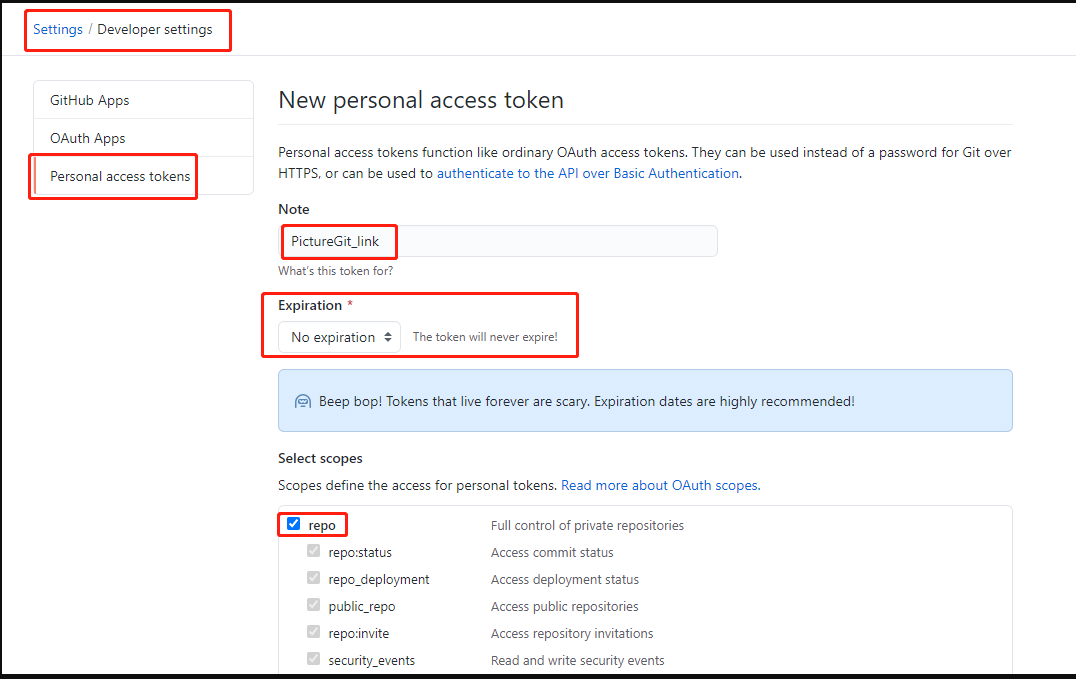 Settings / Developer settings
GitHub Apps
OAuth Apps
Personal access tokens
New personal access token
Personal access tokens function like ordinary OAuth access tokens. They can be used instead of a password for Git over
HTTPS, or can be used to authenticate to the API over Basic Authentication.
Note
PictureGit_link
What's this token for?
Expiration *
No expiration The token will never expire!
Beep bop! Tokens that live forever are scary. Expiration dates are highly recommended!
Select scopes
Scopes define the access for personal tokens. Read more about OAuth scopes.
repo Full control of private repositories
repo:status Access commit status
repo_deployment Access deployment status
public_repo Access public repositories
repo:invite Access repository invitations
security_events Read and write security events